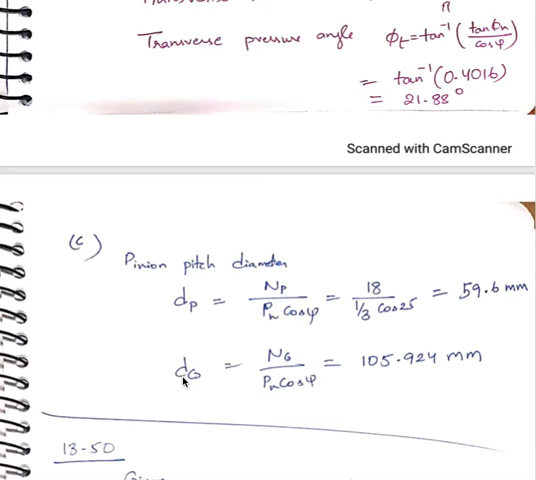 Transverse pressure angle ϕt = tan⁻¹ (tan ϕn / cos φ)
= tan⁻¹ (0.4016)
= 21.88°
Scanned with CamScanner
(c)
Pinion pitch diameter
dp = Np / Pn cos φ = 18 / 1/3 cos 25 = 59.6 mm
dG = NG / Pn cos φ = 105.924 mm
13-50